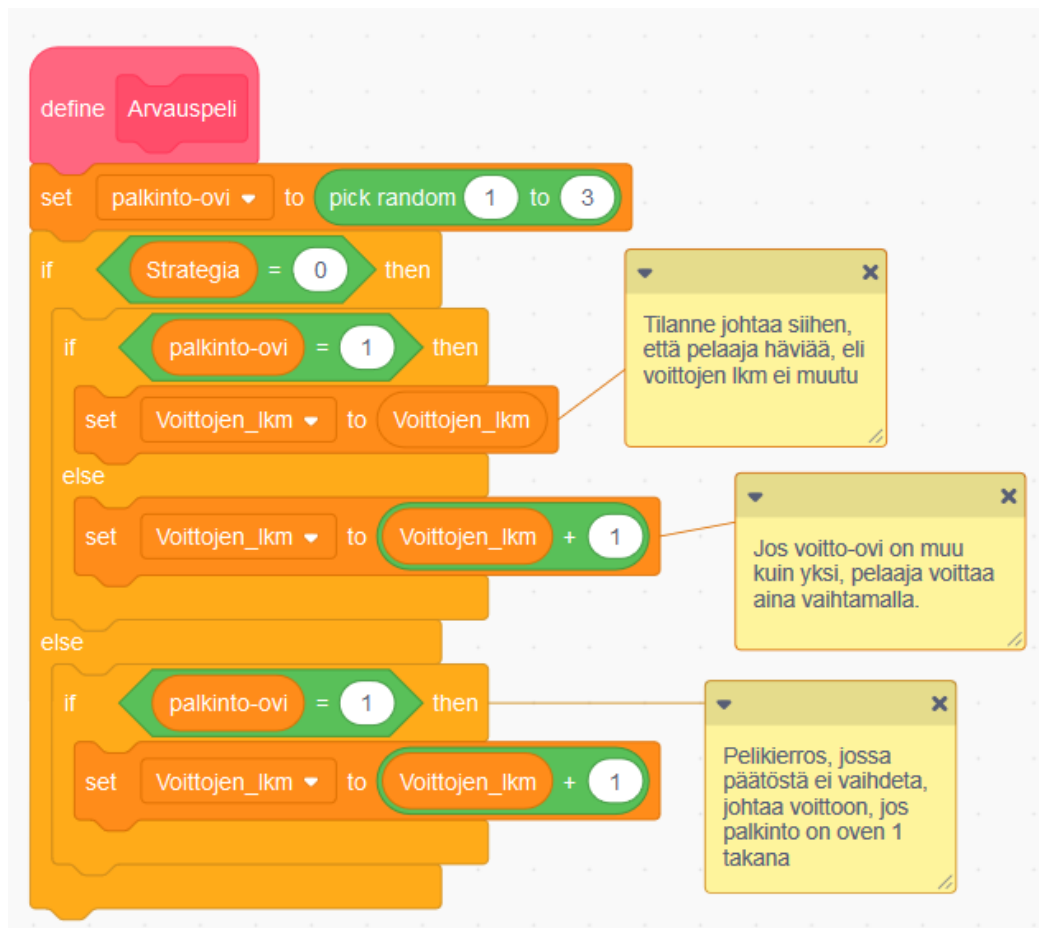 define Arvauspeli
set palkinto-ovi to pick random 1 to 3
if Strategia = 0 then
if palkinto-ovi = 1 then
set Voittojen_lkm to Voittojen_lkm
else
set Voittojen_lkm to Voittojen_lkm + 1
else
if palkinto-ovi = 1 then
set Voittojen_lkm to Voittojen_lkm + 1
Tilanne johtaa siihen,
että pelaaja häviää, eli
voittojen lkm ei muutu
Jos voitto-ovi on muu
kuin yksi, pelaaja voittaa
aina vaihtamalla.
Pelikierros, jossa
päätöstä ei vaihdeta,
johtaa voittoon, jos
palkinto on oven 1
takana